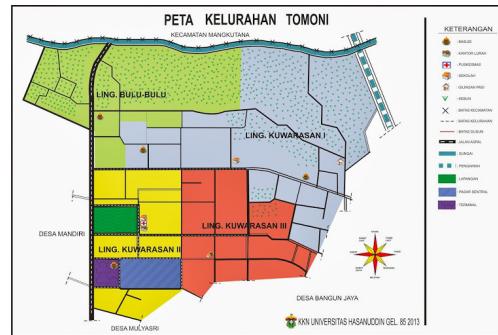 PETA KELURAHAN TOMONI
KECAMATAN MANGKUTANA
KETERANGAN
: MASJID
: KANTOR LURAH
: PUSKESMAS
: SEKOLAH
: GILINGAN PADI
: KEBUN
: BATAS KECAMATAN
: BATAS KELURAHAN
: BATAS DUSUN
: JALAN ASPAL
: SUNGAI
: LAPANGAN
: PASAR SENTRAL
: TERMINAL
LING. BULU-BULU
LING. KUWARASAN I
LING. KUWARASAN II
LING. KUWARASAN III
DESA MANDIRI
DESA MULYASRI
DESA BANGUN JAYA
KKN UNIVERSITAS HASANUDDIN GEL. 85 2013